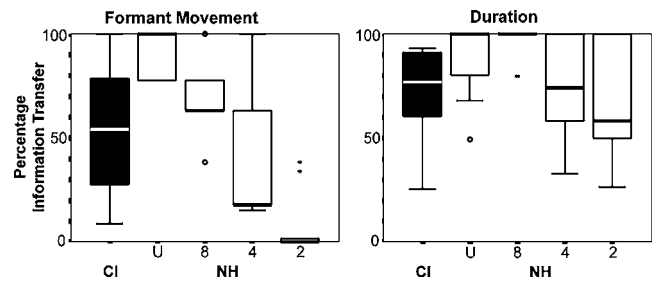 Formant Movement
Duration
Percentage
Information Transfer
100
50
0
U 8 4 2
CI NH
100
50
0
U 8 4 2
CI NH